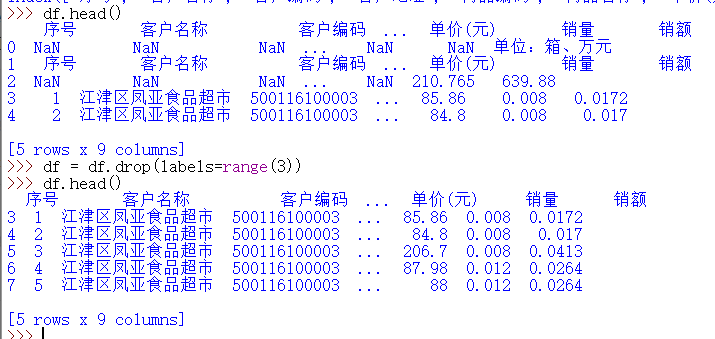 >>> df.head()
序号 客户名称 客户编码 ... 单价(元) 销量 销额
0 NaN NaN NaN ... NaN NaN 单位：箱、万元
1 序号 客户名称 客户编码 ... 单价(元) 销量 销额
2 NaN NaN NaN ... NaN 210.765 639.88
3 1 江津区凤亚食品超市 500116100003 ... 85.86 0.008 0.0172
4 2 江津区凤亚食品超市 500116100003 ... 84.8 0.008 0.017
[5 rows x 9 columns]
>>> df = df.drop(labels=range(3))
>>> df.head()
序号 客户名称 客户编码 ... 单价(元) 销量 销额
3 1 江津区凤亚食品超市 500116100003 ... 85.86 0.008 0.0172
4 2 江津区凤亚食品超市 500116100003 ... 84.8 0.008 0.017
5 3 江津区凤亚食品超市 500116100003 ... 206.7 0.008 0.0413
6 4 江津区凤亚食品超市 500116100003 ... 87.98 0.012 0.0264
7 5 江津区凤亚食品超市 500116100003 ... 88 0.012 0.0264
[5 rows x 9 columns]
>>>